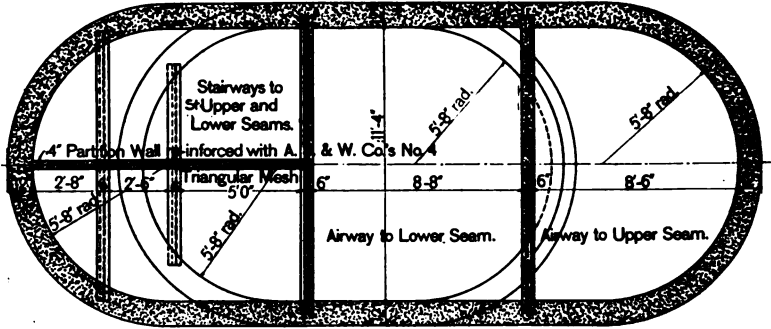 Stairways to
Upper and
Lower Seams.
11'-4"
5'-8" rad.
5'-8" rad.
4" Partition Wall inforced with A. & W. Co.'s No. 4
Triangular Mesh
2'-8" 2'-6" 5'0" 6" 8'-8" 6" 8'-6"
5'-8" rad.
5'-8" rad.
Airway to Lower Seam.
Airway to Upper Seam.